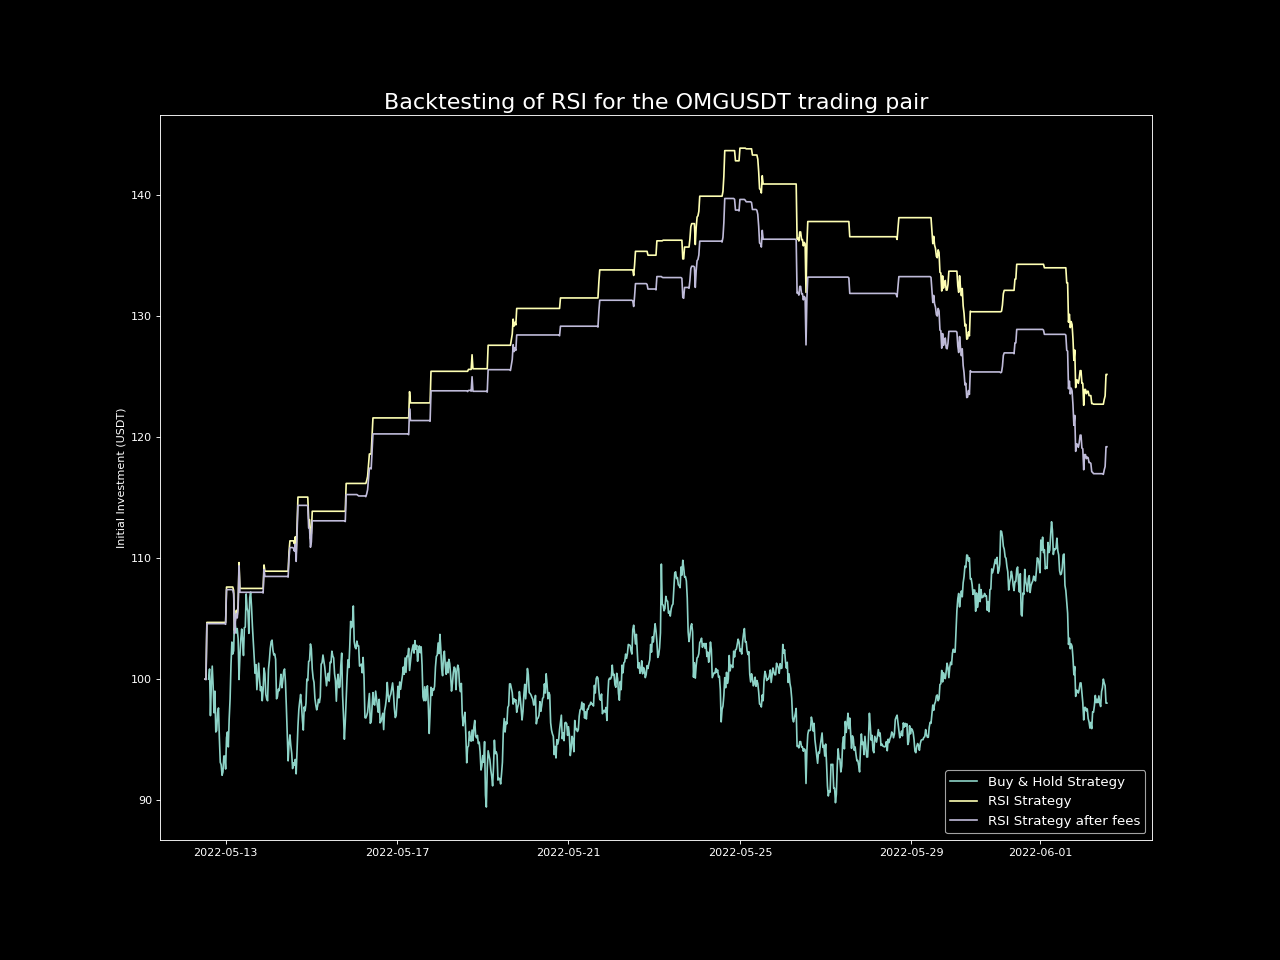 Backtesting of RSI for the OMGUSDT trading pair
Initial Investment (USDT)
140
130
120
110
100
90
2022-05-13
2022-05-17
2022-05-21
2022-05-25
2022-05-29
2022-06-01
Buy & Hold Strategy
RSI Strategy
RSI Strategy after fees